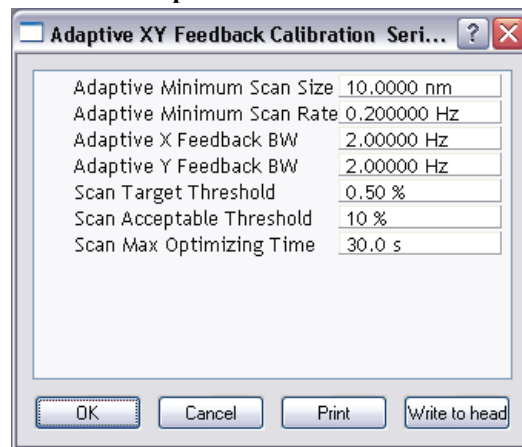 Adaptive XY Feedback Calibration Seri... ?
Adaptive Minimum Scan Size 10.0000 nm
Adaptive Minimum Scan Rate 0.200000 Hz
Adaptive X Feedback BW 2.00000 Hz
Adaptive Y Feedback BW 2.00000 Hz
Scan Target Threshold 0.50 %
Scan Acceptable Threshold 10 %
Scan Max Optimizing Time 30.0 s
OK Cancel Print Write to head